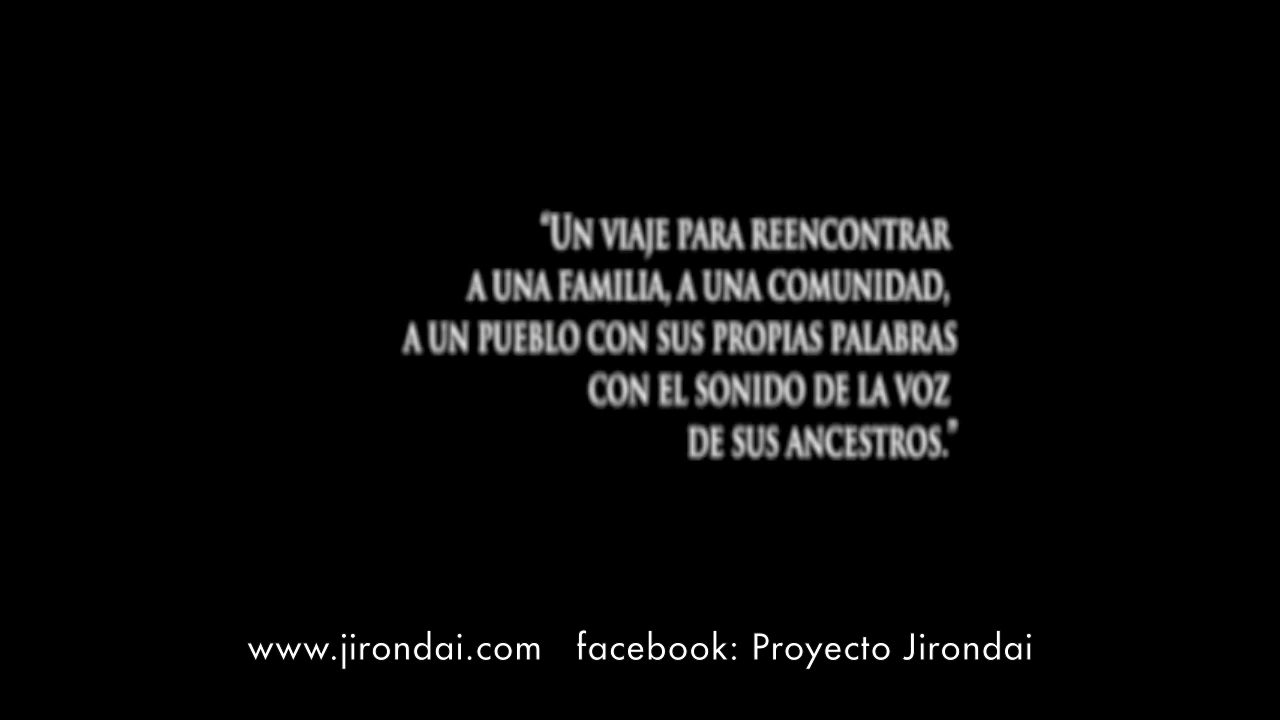 “Un viaje para reencontrar
a una familia, a una comunidad,
a un pueblo con sus propias palabras
con el sonido de la voz
de sus ancestros.”
www.jirondai.com facebook: Proyecto Jirondai